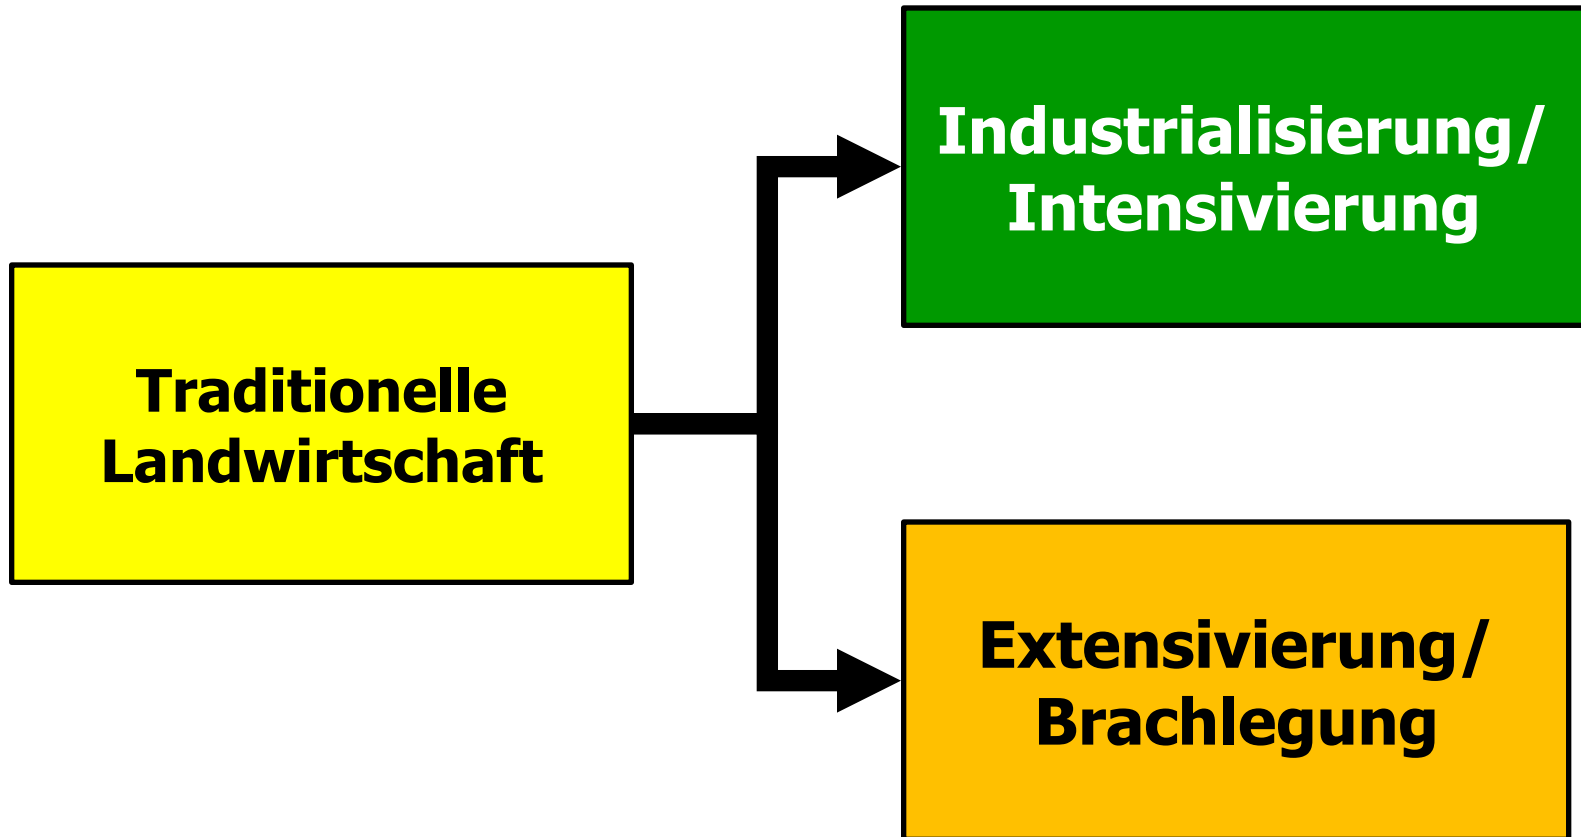 Industrialisierung/
Intensivierung
Traditionelle
Landwirtschaft
Extensivierung/
Brachlegung